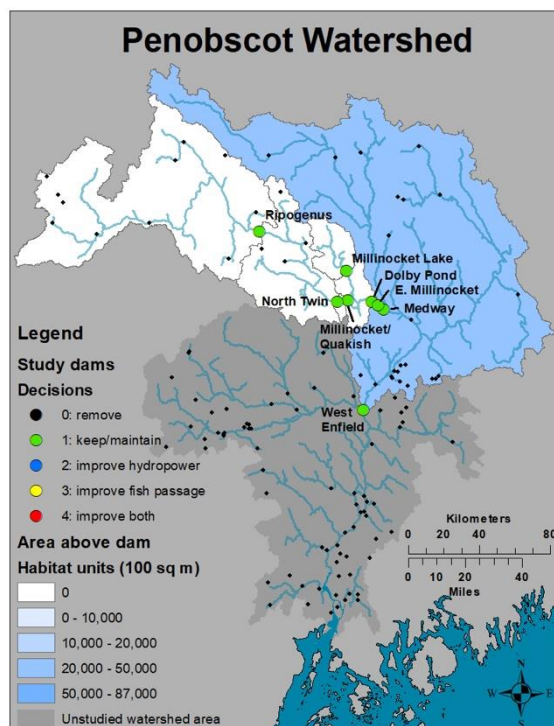 Penobscot Watershed
Ripogenus
Millinocket Lake
Dolby Pond
E. Millinocket
North Twin
Medway
Millinocket/
Quakish
West
Enfield
Legend
Study dams
Decisions
0: remove
1: keep/maintain
2: improve hydropower
3: improve fish passage
4: improve both
Area above dam
Habitat units (100 sq m)
0
0 - 10,000
10,000 - 20,000
20,000 - 50,000
50,000 - 87,000
Unstudied watershed area
Kilometers
0 20 40 80
0 10 20 40
Miles
N
W E
S